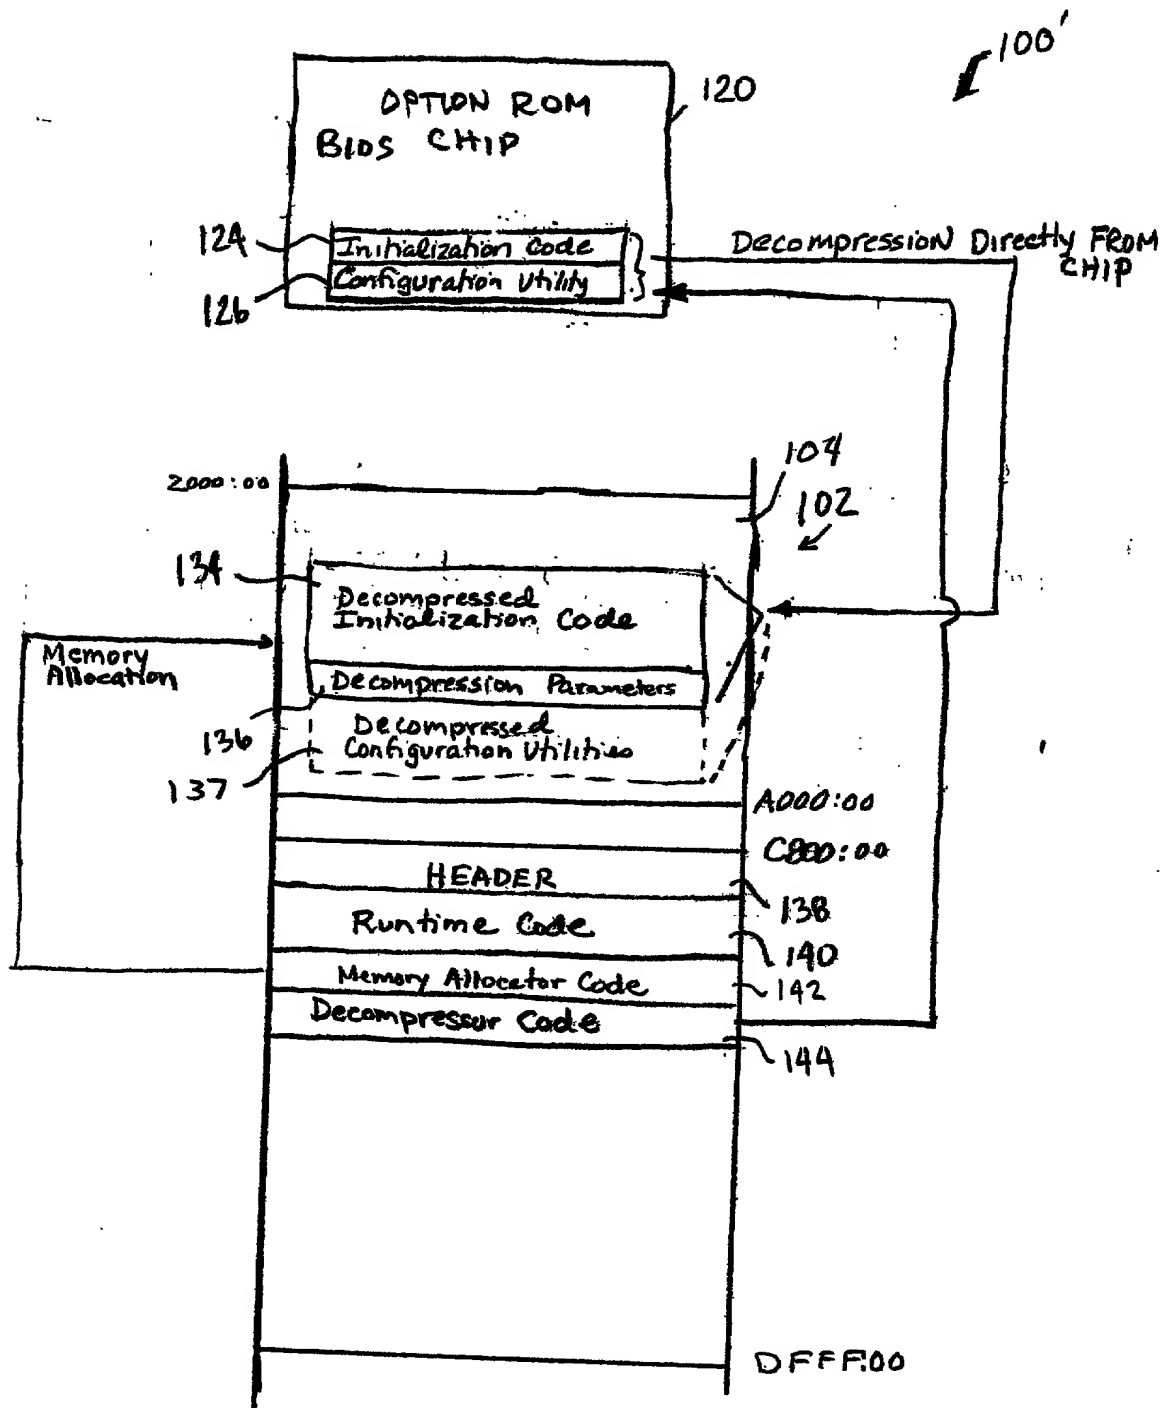 100'
OPTION ROM
BIOS CHIP
120
124
Initialization Code
Configuration Utility
126
Decompression Directly FROM
CHIP
104
2000:00
102
134
Decompressed
Initialization Code
Memory
Allocation
Decompression Parameters
136
Decompressed
Configuration Utilities
137
A000:00
C800:00
HEADER
138
Runtime Code
140
Memory Allocator Code
142
Decompressor Code
144
DFFF:00